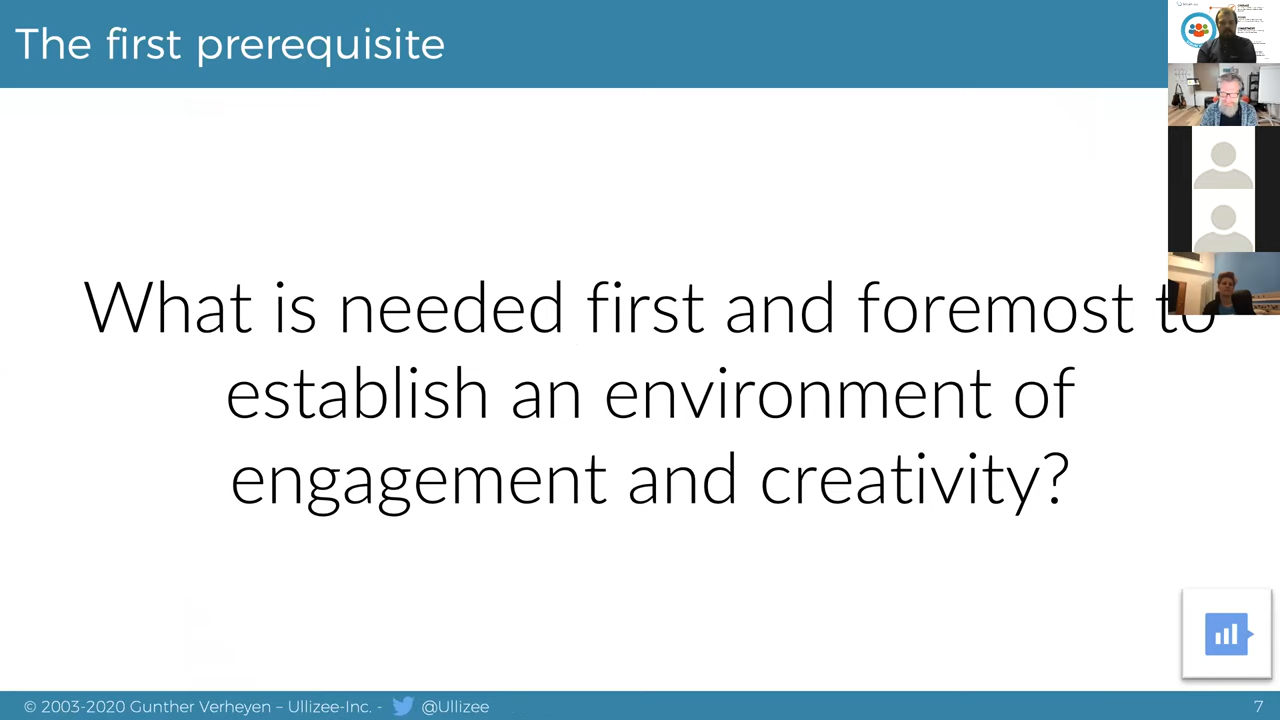 The first prerequisite
What is needed first and foremost to
establish an environment of
engagement and creativity?
© 2003-2020 Gunther Verheyen – Ullizee-Inc. - @Ullizee
7